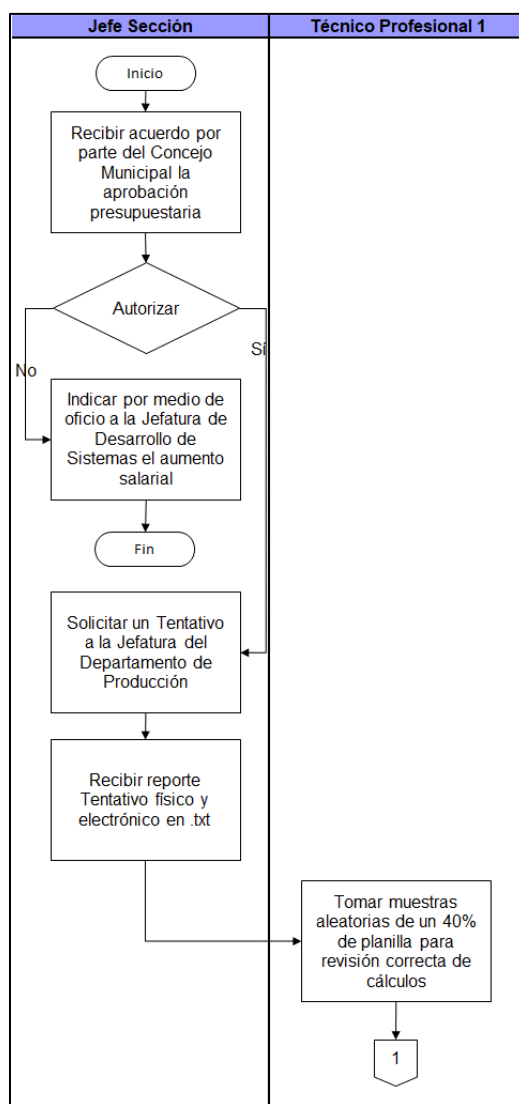 Jefe Sección
Técnico Profesional 1
Inicio
Recibir acuerdo por
parte del Concejo
Municipal la
aprobación
presupuestaria
Autorizar
Sí
No
Indicar por medio de
oficio a la Jefatura de
Desarrollo de
Sistemas el aumento
salarial
Fin
Solicitar un Tentativo
a la Jefatura del
Departamento de
Producción
Recibir reporte
Tentativo físico y
electrónico en .txt
Tomar muestras
aleatorias de un 40%
de planilla para
revisión correcta de
cálculos
1